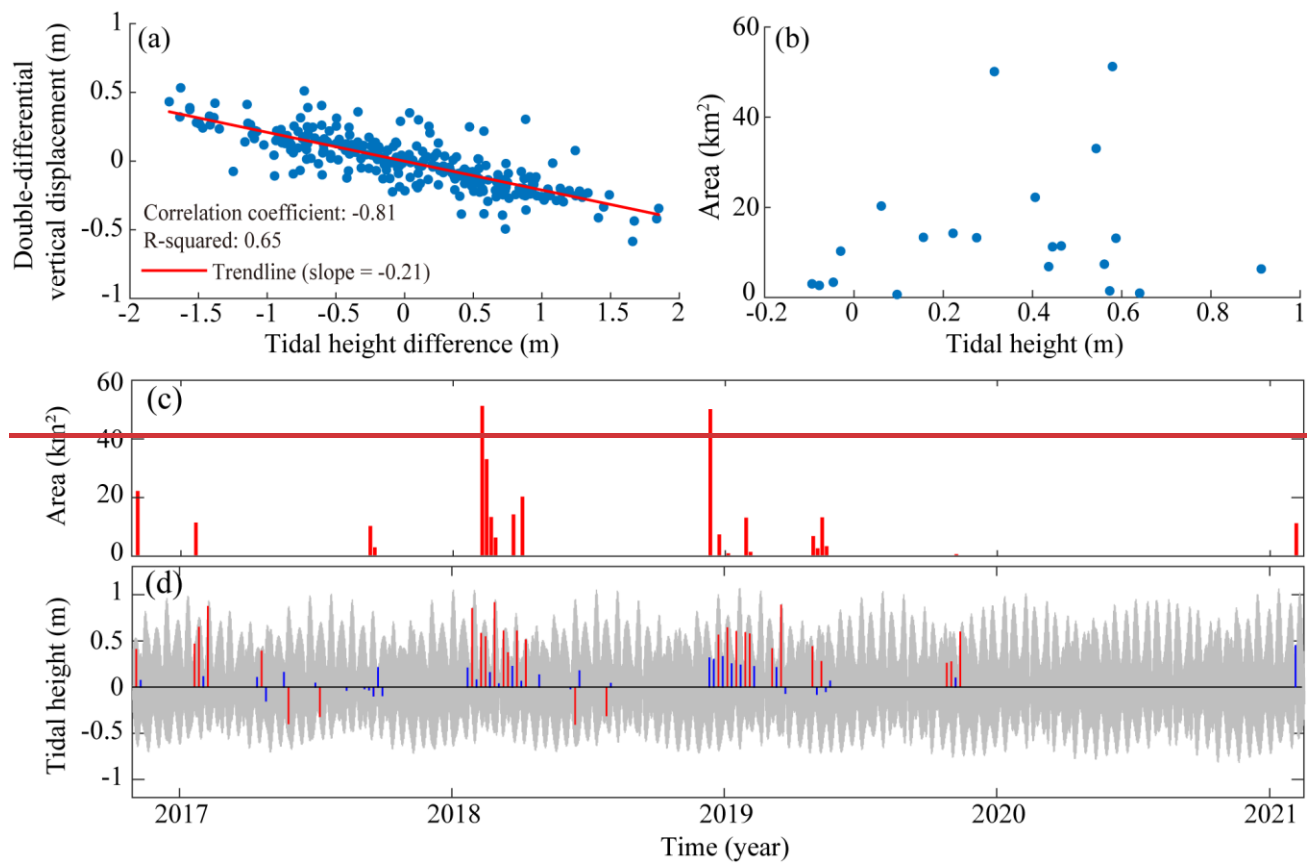 (a)
Double-differential
vertical displacement (m)
1
0.5
0
-0.5
-1
Correlation coefficient: -0.81
R-squared: 0.65
Trendline (slope = -0.21)
-2 -1.5 -1 -0.5 0 0.5 1 1.5 2
Tidal height difference (m)
(b)
Area (km²)
60
40
20
0
-0.2 0 0.2 0.4 0.6 0.8 1
Tidal height (m)
(c)
Area (km²)
60
40
20
0
(d)
Tidal height (m)
1
0.5
0
-0.5
-1
2017 2018 2019 2020 2021
Time (year)